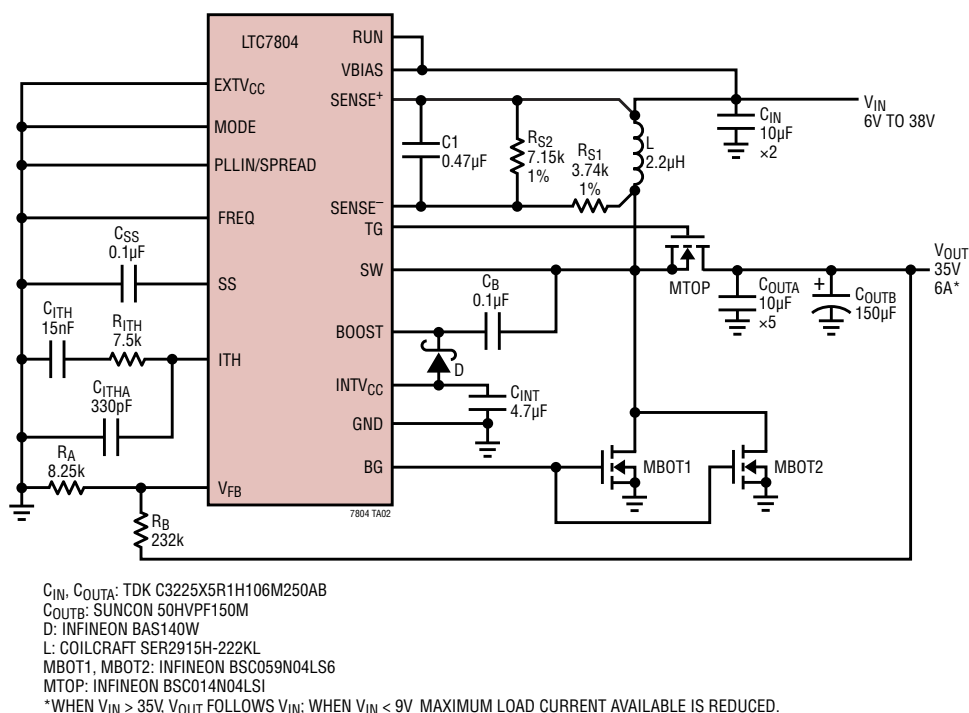 LTC7804
RUN
VBIAS
SENSE+
EXTVCC
MODE
PLLIN/SPREAD
FREQ
SENSE–
TG
SS
SW
BOOST
ITH
INTVCC
GND
BG
VFB
7804 TA02
C1
0.47µF
RS2
7.15k
1%
RS1
3.74k
1%
L
2.2µH
CIN
10µF
×2
VIN
6V TO 38V
CSS
0.1µF
CITH
15nF
RITH
7.5k
CITHA
330pF
RA
8.25k
RB
232k
CB
0.1µF
D
CINT
4.7µF
MTOP
COUTA
10µF
×5
+
COUTB
150µF
VOUT
35V
6A*
MBOT1
MBOT2
CIN, COUTA: TDK C3225X5R1H106M250AB
COUTB: SUNCON 50HVPF150M
D: INFINEON BAS140W
L: COILCRAFT SER2915H-222KL
MBOT1, MBOT2: INFINEON BSC059N04LS6
MTOP: INFINEON BSC014N04LSI
*WHEN VIN > 35V, VOUT FOLLOWS VIN; WHEN VIN < 9V MAXIMUM LOAD CURRENT AVAILABLE IS REDUCED.